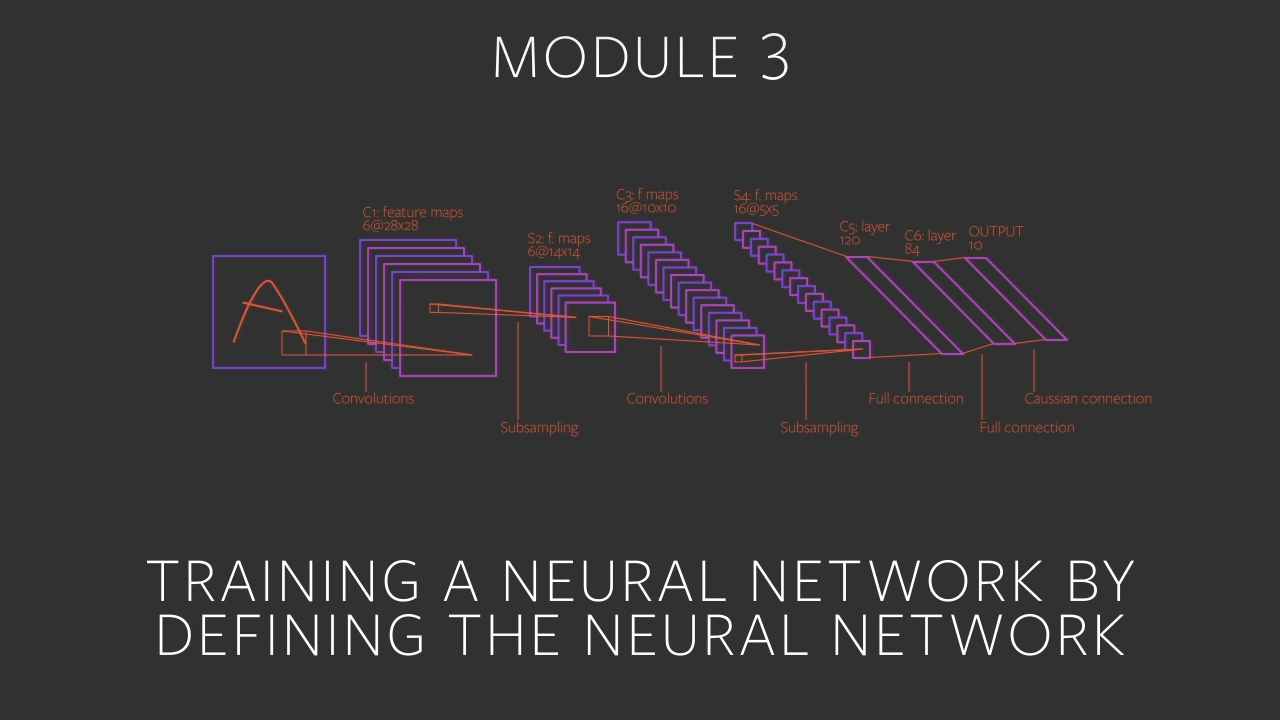 MODULE 3
C1: feature maps
6@28x28
S2: f. maps
6@14x14
C3: f maps
16@10x10
S4: f. maps
16@5x5
C5: layer
120
C6: layer
84
OUTPUT
10
A
Convolutions
Subsampling
Convolutions
Subsampling
Full connection
Full connection
Caussian connection
TRAINING A NEURAL NETWORK BY
DEFINING THE NEURAL NETWORK